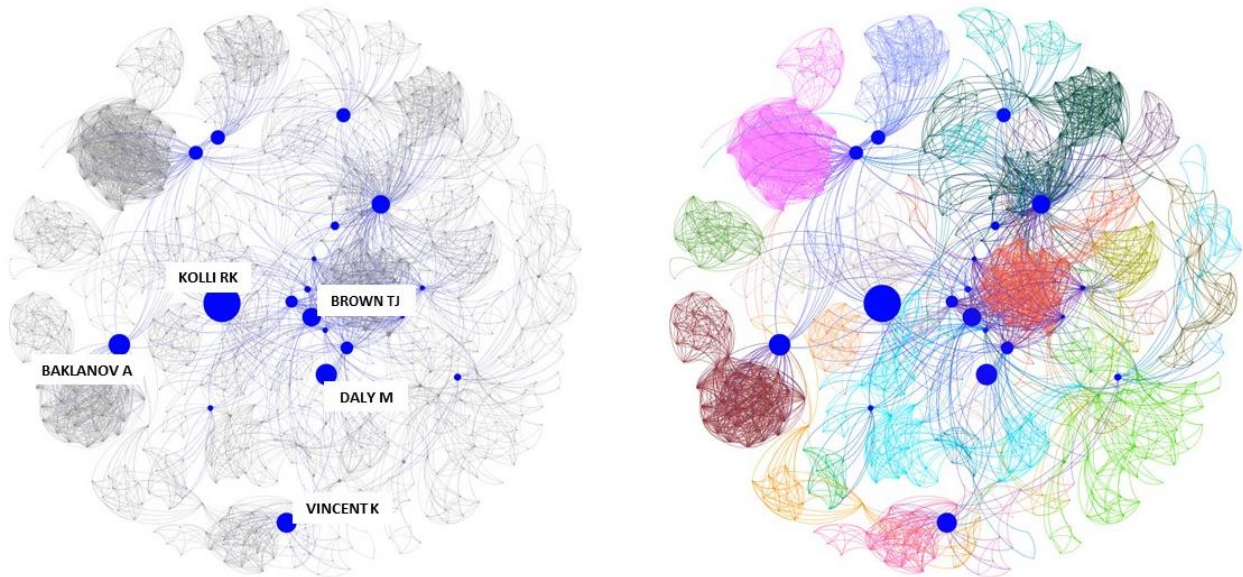 KOLLI RK
BROWN TJ
BAKLANOV A
DALY M
VINCENT K